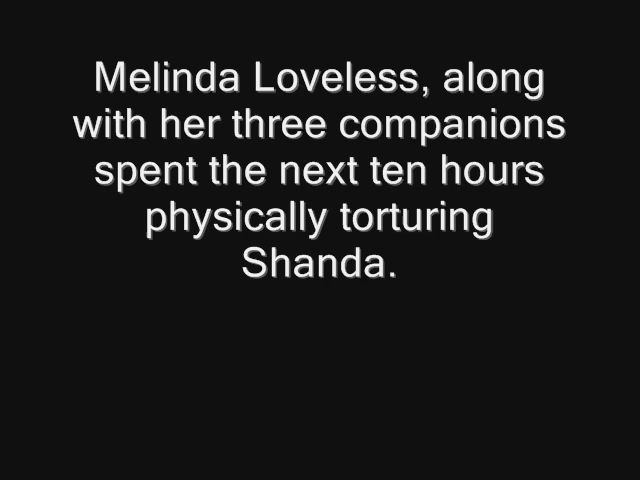 Melinda Loveless, along
with her three companions
spent the next ten hours
physically torturing
Shanda.